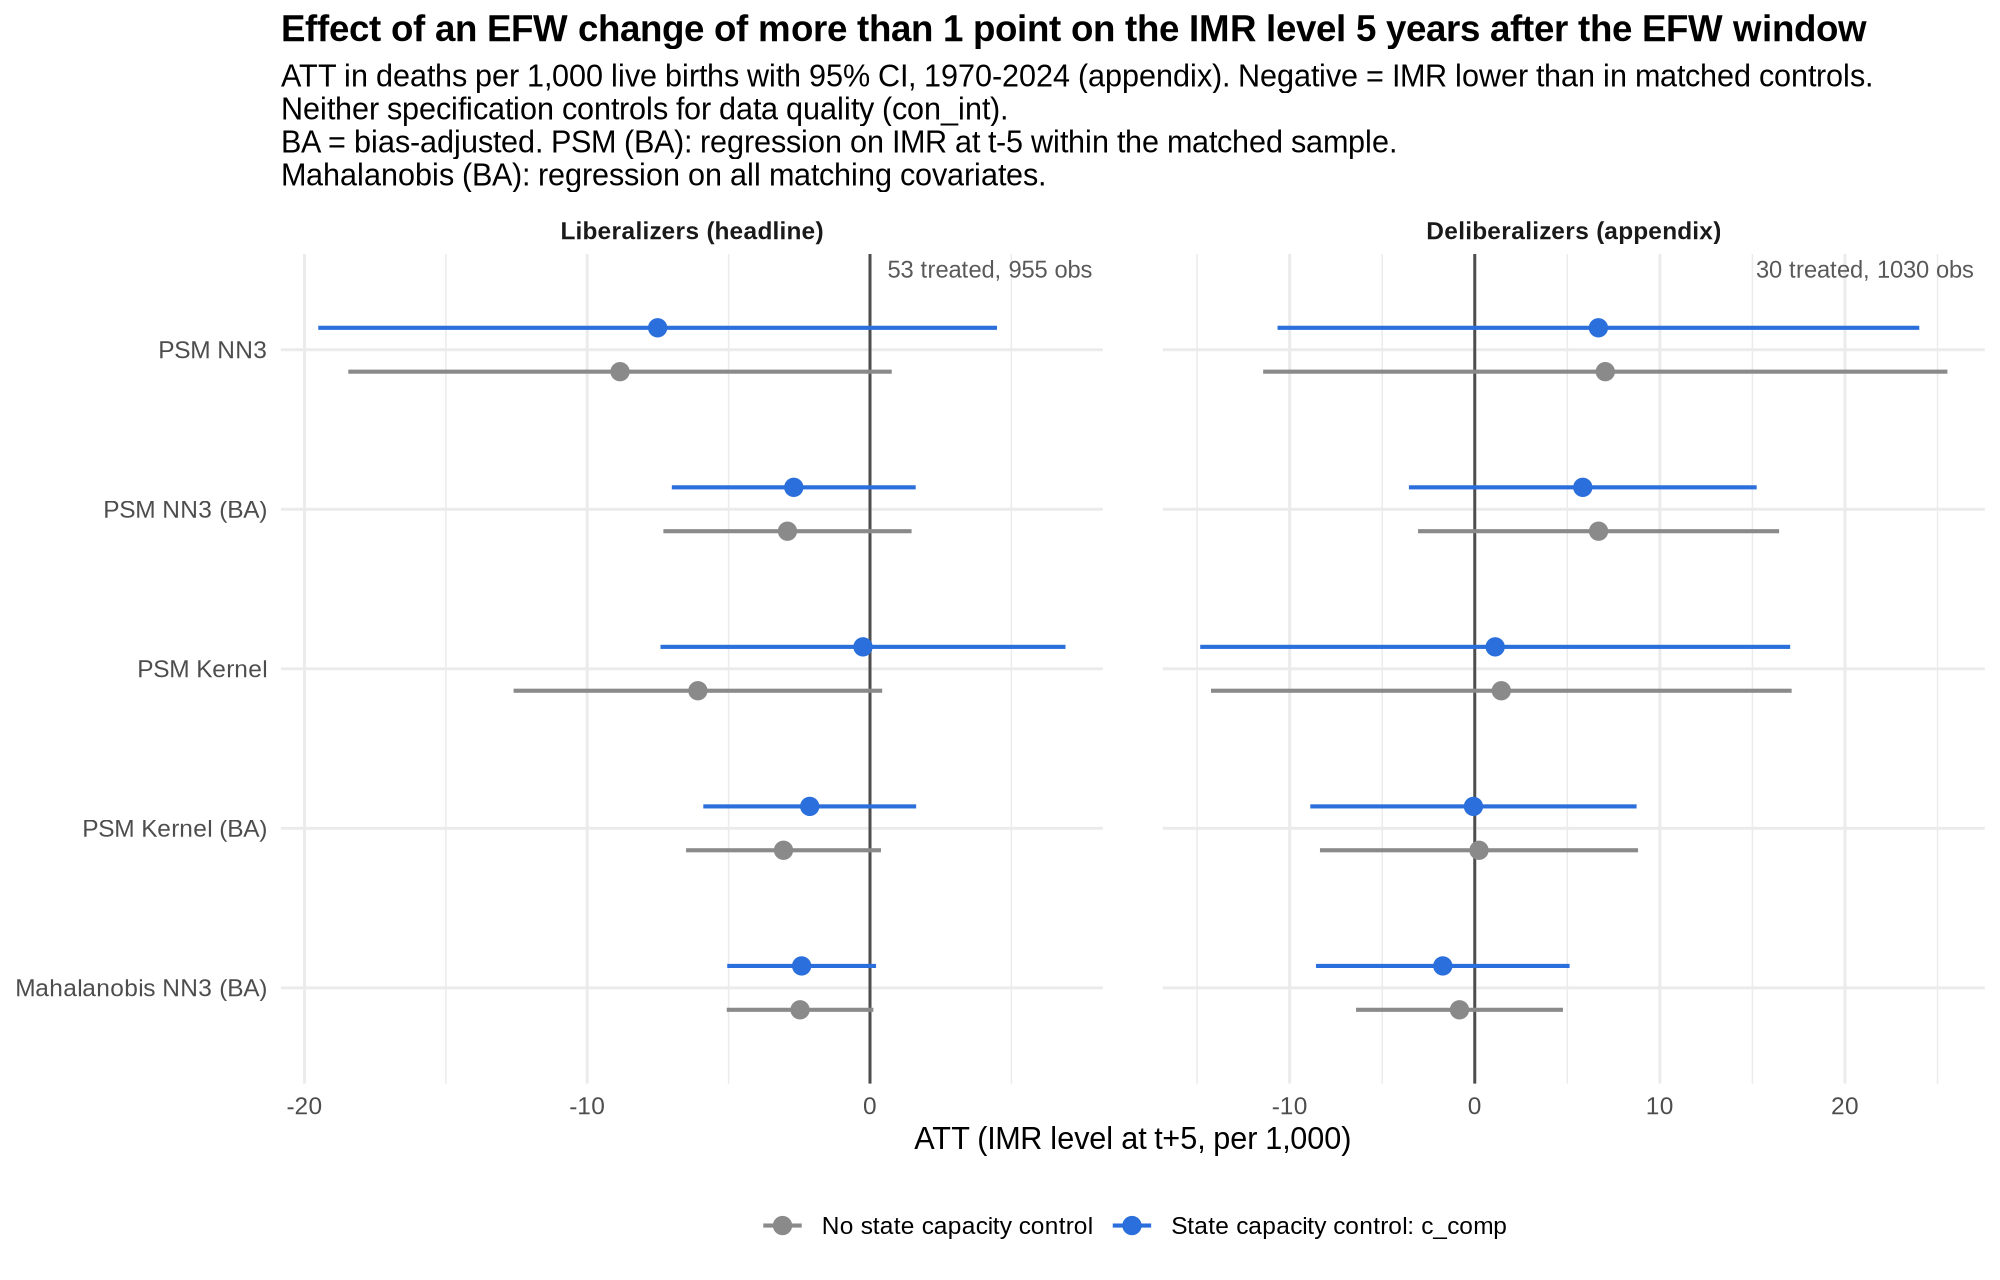 Effect of an EFW change of more than 1 point on the IMR level 5 years after the EFW window
ATT in deaths per 1,000 live births with 95% CI, 1970-2024 (appendix). Negative = IMR lower than in matched controls.
Neither specification controls for data quality (con_int).
BA = bias-adjusted. PSM (BA): regression on IMR at t-5 within the matched sample.
Mahalanobis (BA): regression on all matching covariates.
Liberalizers (headline)
Deliberalizers (appendix)
53 treated, 955 obs
30 treated, 1030 obs
PSM NN3
PSM NN3 (BA)
PSM Kernel
PSM Kernel (BA)
Mahalanobis NN3 (BA)
-20 -10 0
-10 0 10 20
ATT (IMR level at t+5, per 1,000)
No state capacity control
State capacity control: c_comp